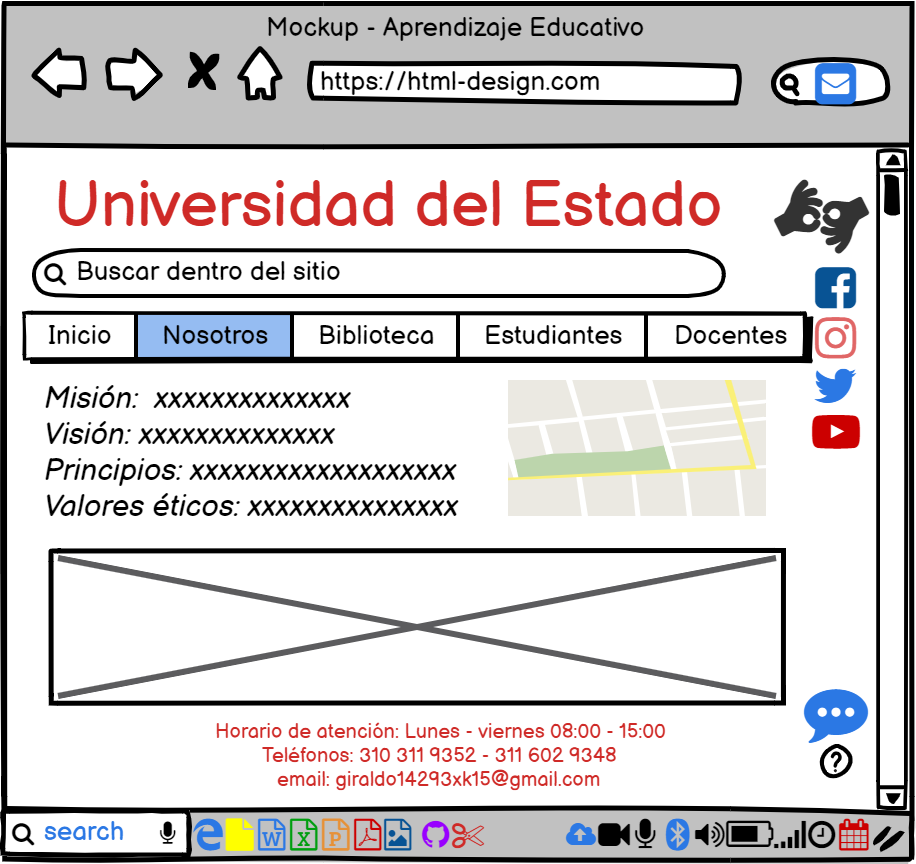 Mockup - Aprendizaje Educativo
https://html-design.com
Universidad del Estado
Buscar dentro del sitio
Inicio Nosotros Biblioteca Estudiantes Docentes
Misión: xxxxxxxxxxxxxx
Visión: xxxxxxxxxxxxxx
Principios: xxxxxxxxxxxxxxxxxxx
Valores éticos: xxxxxxxxxxxxxxx
Horario de atención: Lunes - viernes 08:00 - 15:00
Teléfonos: 310 311 9352 - 311 602 9348
email: giraldo14293xk15@gmail.com
search